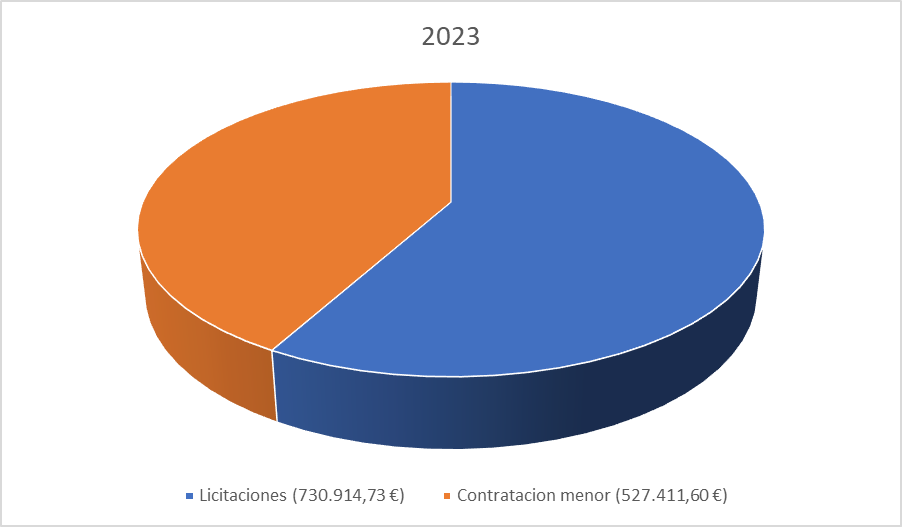 2023
Licitaciones (730.914,73 €) Contratacion menor (527.411,60 €)